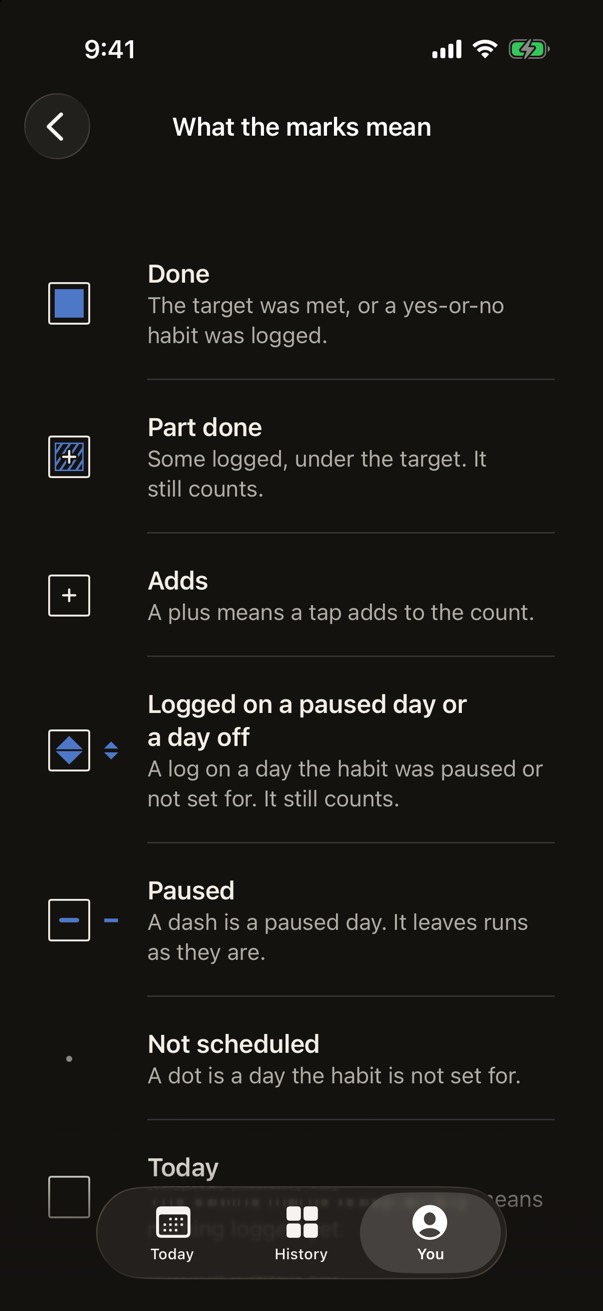 9:41
What the marks mean
Done
The target was met, or a yes-or-no
habit was logged.
Part done
Some logged, under the target. It
still counts.
Adds
A plus means a tap adds to the count.
Logged on a paused day or
a day off
A log on a day the habit was paused or
not set for. It still counts.
Paused
A dash is a paused day. It leaves runs
as they are.
Not scheduled
A dot is a day the habit is not set for.
Today
Today
History
You